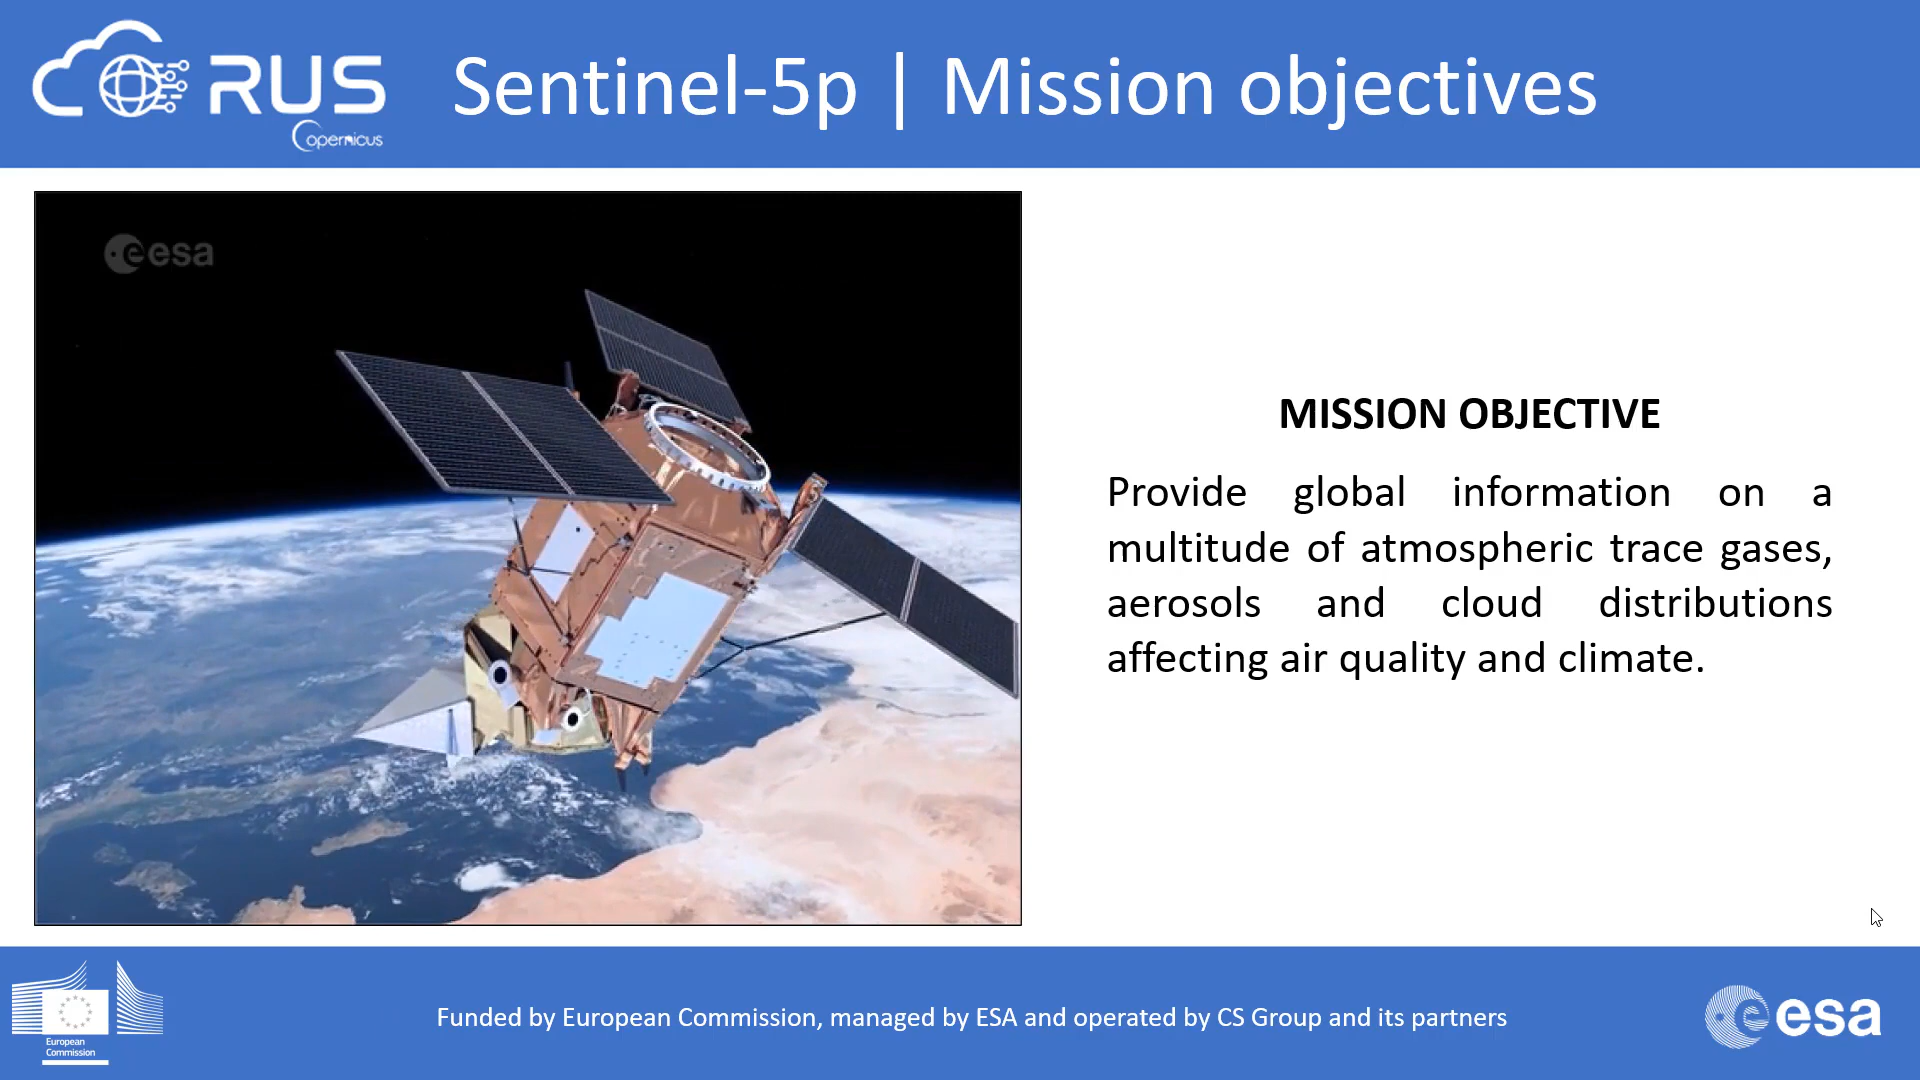 RUS
Copernicus
Sentinel-5p | Mission objectives
esa
MISSION OBJECTIVE
Provide global information on a
multitude of atmospheric trace gases,
aerosols and cloud distributions
affecting air quality and climate.
European
Commission
Funded by European Commission, managed by ESA and operated by CS Group and its partners
esa